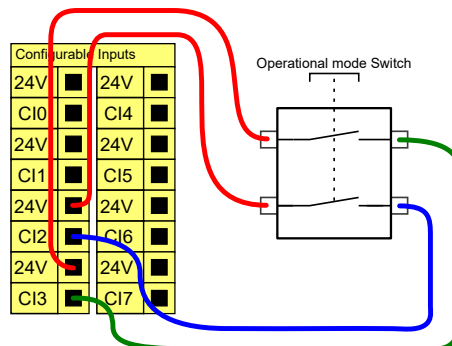 Configurable Inputs
Operational mode Switch
24V 24V
CI0 CI4
24V 24V
CI1 CI5
24V 24V
CI2 CI6
24V 24V
CI3 CI7